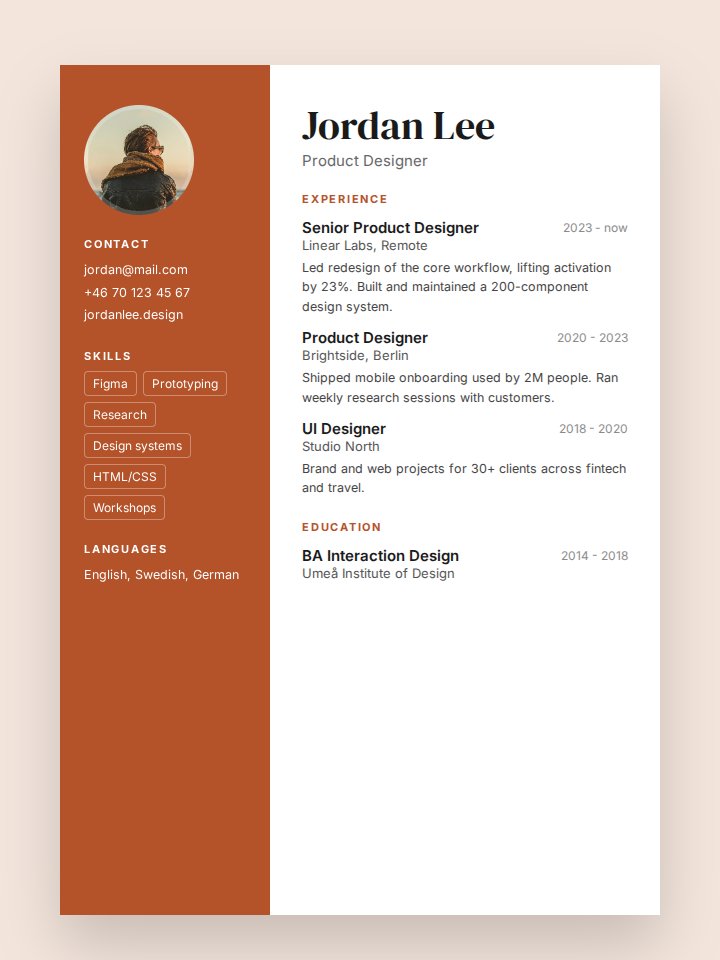 CONTACT
jordan@mail.com
+46 70 123 45 67
jordanlee.design
SKILLS
Figma Prototyping
Research
Design systems
HTML/CSS
Workshops
LANGUAGES
English, Swedish, German
Jordan Lee
Product Designer
EXPERIENCE
Senior Product Designer 2023 - now
Linear Labs, Remote
Led redesign of the core workflow, lifting activation
by 23%. Built and maintained a 200-component
design system.
Product Designer 2020 - 2023
Brightside, Berlin
Shipped mobile onboarding used by 2M people. Ran
weekly research sessions with customers.
UI Designer 2018 - 2020
Studio North
Brand and web projects for 30+ clients across fintech
and travel.
EDUCATION
BA Interaction Design 2014 - 2018
Umeå Institute of Design